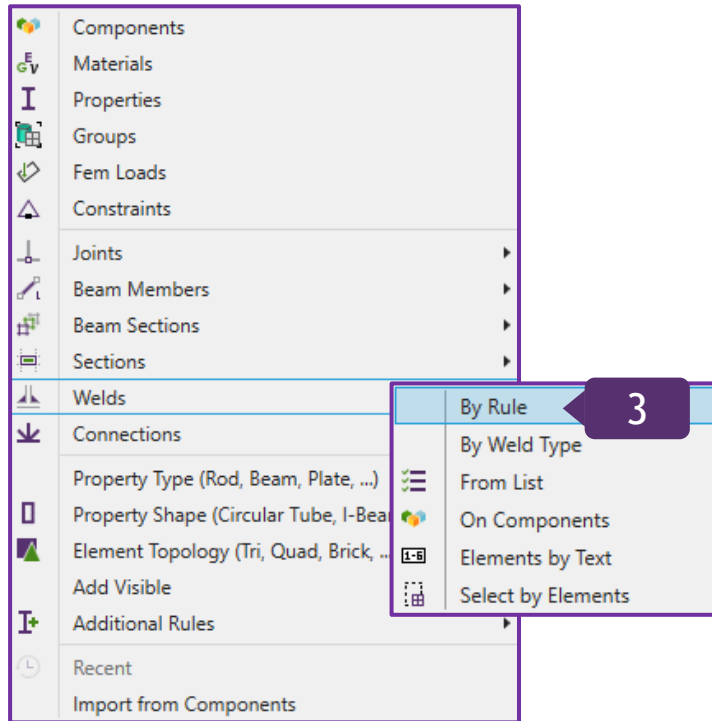 Components
Materials
Properties
Groups
Fem Loads
Constraints
Joints
Beam Members
Beam Sections
Sections
Welds
Connections
Property Type (Rod, Beam, Plate, ...)
Property Shape (Circular Tube, I-Bea
Element Topology (Tri, Quad, Brick, ...
Add Visible
Additional Rules
Recent
Import from Components
By Rule 3
By Weld Type
From List
On Components
Elements by Text
Select by Elements